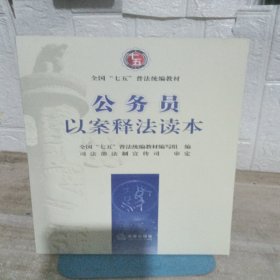 七五
全国“七五”普法统编教材
公务员
以案释法读本
全国“七五”普法统编教材编写组 编
司法部法制宣传司 审定